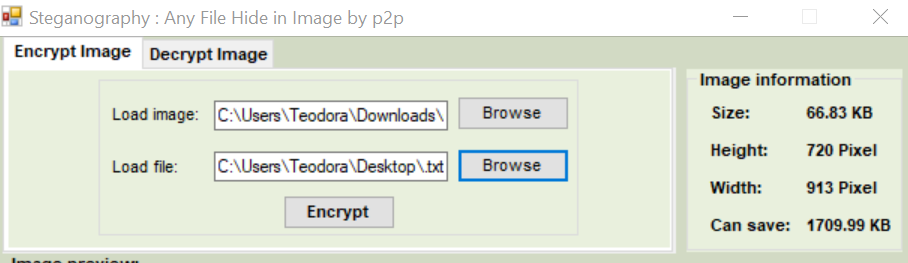 Steganography : Any File Hide in Image by p2p
Encrypt Image
Decrypt Image
Load image:
C:\Users\Teodora\Downloads\
Browse
Load file:
C:\Users\Teodora\Desktop\.txt
Browse
Encrypt
Image information
Size: 66.83 KB
Height: 720 Pixel
Width: 913 Pixel
Can save: 1709.99 KB
Image preview: